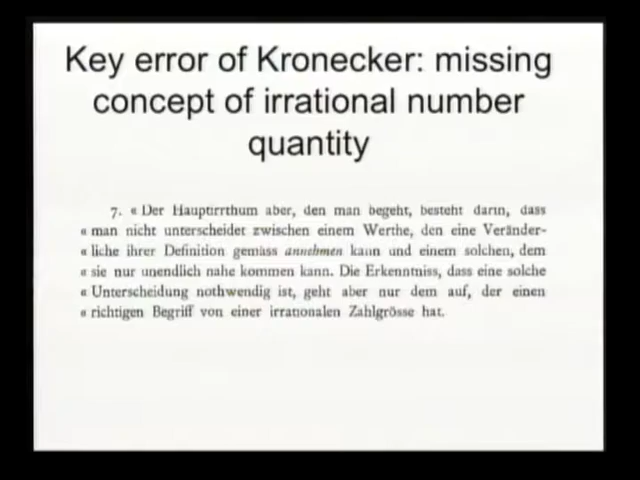 Key error of Kronecker: missing
concept of irrational number
quantity
7. « Der Hauptirrthum aber, den man begeht, besteht darin, dass
« man nicht unterscheidet zwischen einem Werthe, den eine Veränder-
« liche ihrer Definition gemäss annehmen kann und einem solchen, dem
« sie nur unendlich nahe kommen kann. Die Erkenntniss, dass eine solche
« Unterscheidung nothwendig ist, geht aber nur dem auf, der einen
« richtigen Begriff von einer irrationalen Zahlgrösse hat.